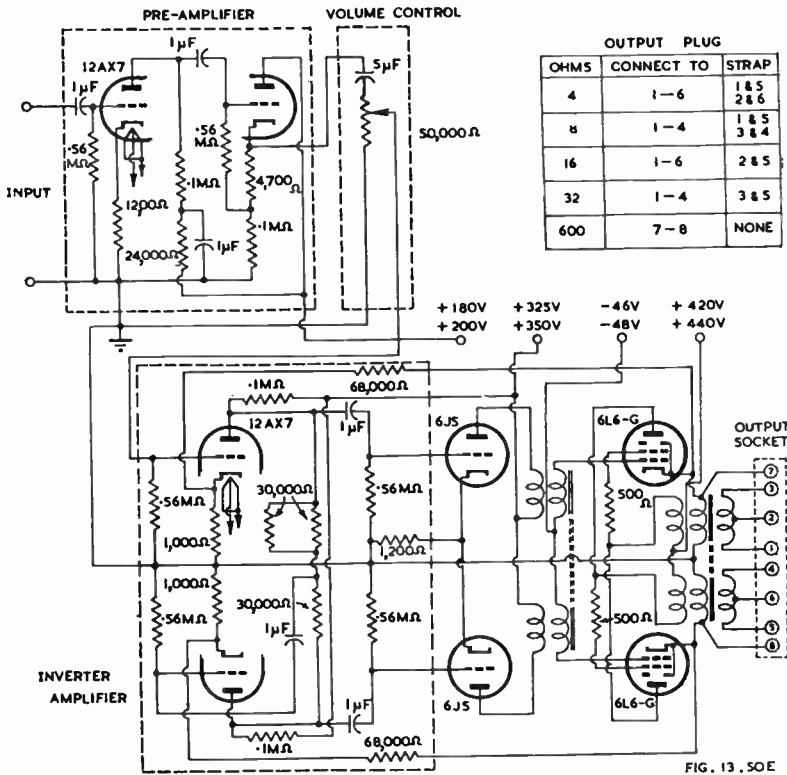 PRE-AMPLIFIER
VOLUME CONTROL
1µF
12AX7
1µF
5µF
.56
MΩ
.56
MΩ
50,000Ω
INPUT
.1MΩ
4,700
Ω
1200Ω
.1MΩ
24,000Ω
1µF
OUTPUT PLUG
OHMS CONNECT TO STRAP
4 1–6 1&5
2&6
8 1–4 1&5
3&4
16 1–6 2&5
32 1–4 3&5
600 7–8 NONE
+180V +325V -46V +420V
+200V +350V -48V +440V
68,000Ω
.1MΩ
12AX7
1µF
6J5
6L6-G
OUTPUT
SOCKET
7
3
2
1
4
6
5
8
.56MΩ
30,000Ω
.56MΩ
500
Ω
1,000Ω
1,200Ω
1,000Ω
30,000Ω
.56MΩ
1µF
.56MΩ
500Ω
INVERTER
AMPLIFIER
1µF
6J5
6L6-G
.1MΩ
68,000Ω
FIG. 13. SOE